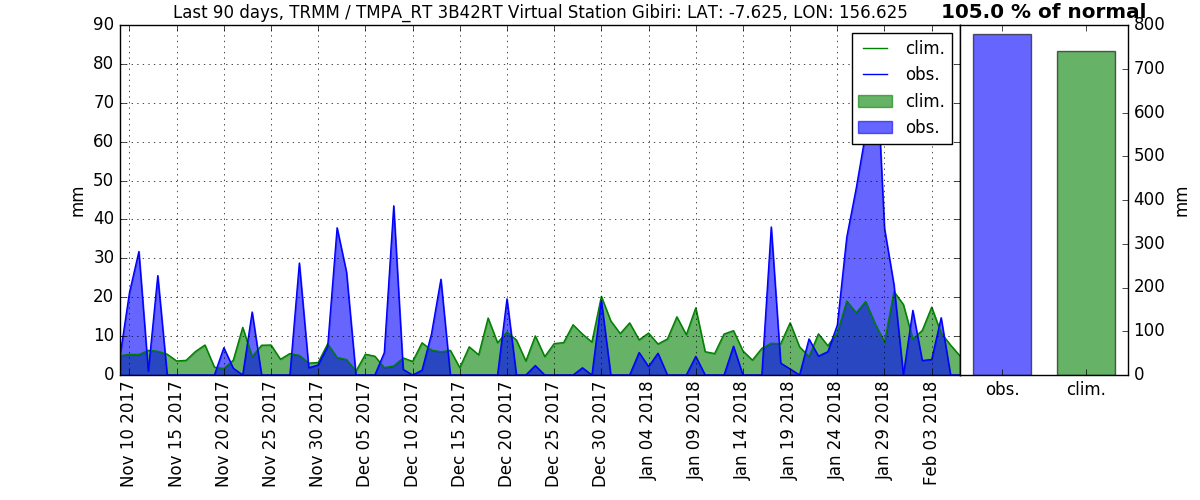 Last 90 days, TRMM / TMPA_RT 3B42RT Virtual Station Gibiri: LAT: -7.625, LON: 156.625
105.0 % of normal
90
80
70
60
50
40
30
20
10
0
mm
clim.
obs.
clim.
obs.
Nov 10 2017
Nov 15 2017
Nov 20 2017
Nov 25 2017
Nov 30 2017
Dec 05 2017
Dec 10 2017
Dec 15 2017
Dec 20 2017
Dec 25 2017
Dec 30 2017
Jan 04 2018
Jan 09 2018
Jan 14 2018
Jan 19 2018
Jan 24 2018
Jan 29 2018
Feb 03 2018
800
700
600
500
400
300
200
100
0
mm
obs.
clim.